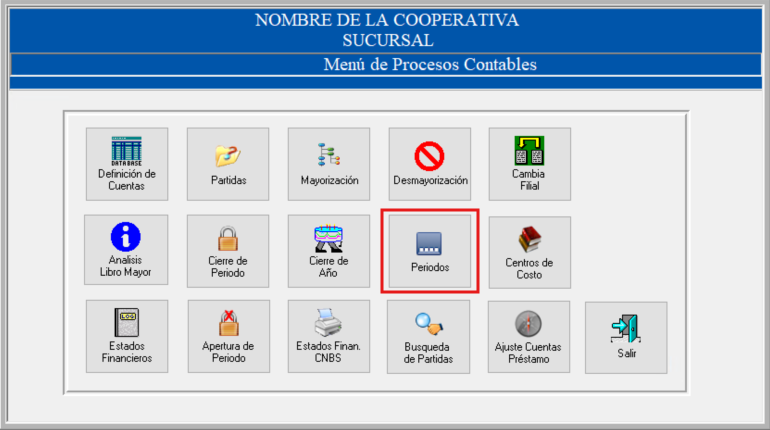 NOMBRE DE LA COOPERATIVA
SUCURSAL
Menú de Procesos Contables
DATABASE
Definición de
Cuentas
Partidas
Mayorización
Desmayorización
Cambia
Filial
Analisis
Libro Mayor
Cierre de
Periodo
Cierre de
Año
Periodos
Centros de
Costo
Estados
Financieros
Apertura de
Periodo
Estados Finan.
CNBS
Busqueda
de Partidas
Ajuste Cuentas
Préstamo
Salir